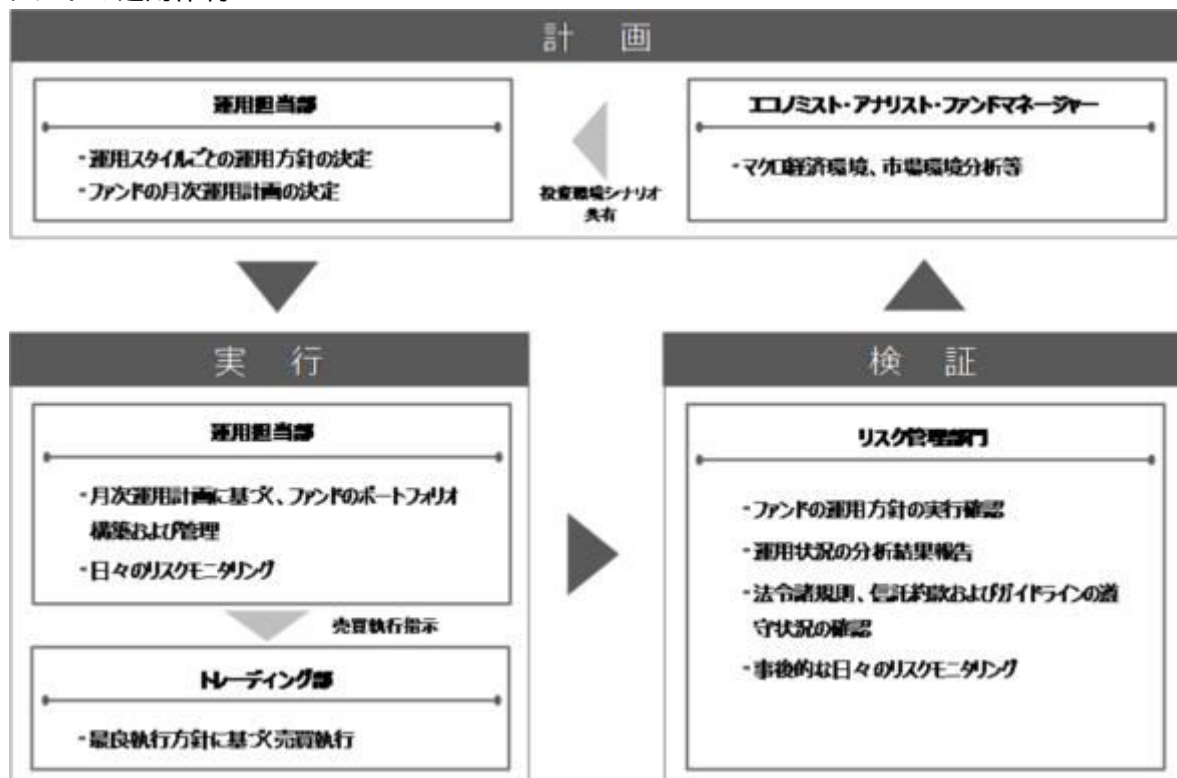 計 画
運用担当部
・運用スタイルごとの運用方針の決定
・ファンドの月次運用計画の決定
投資環境シナリオ
共有
エコノミスト・アナリスト・ファンドマネージャー
・マクロ経済環境、市場環境分析等
実 行
運用担当部
・月次運用計画に基づく、ファンドのポートフォリオ
構築および管理
・日々のリスクモニタリング
売買執行指示
トレーディング部
・最良執行方針に基づく売買執行
検 証
リスク管理部門
・ファンドの運用方針の実行確認
・運用状況の分析結果報告
・法令諸規則、信託約款およびガイドラインの遵
守状況の確認
・事後的な日々のリスクモニタリング